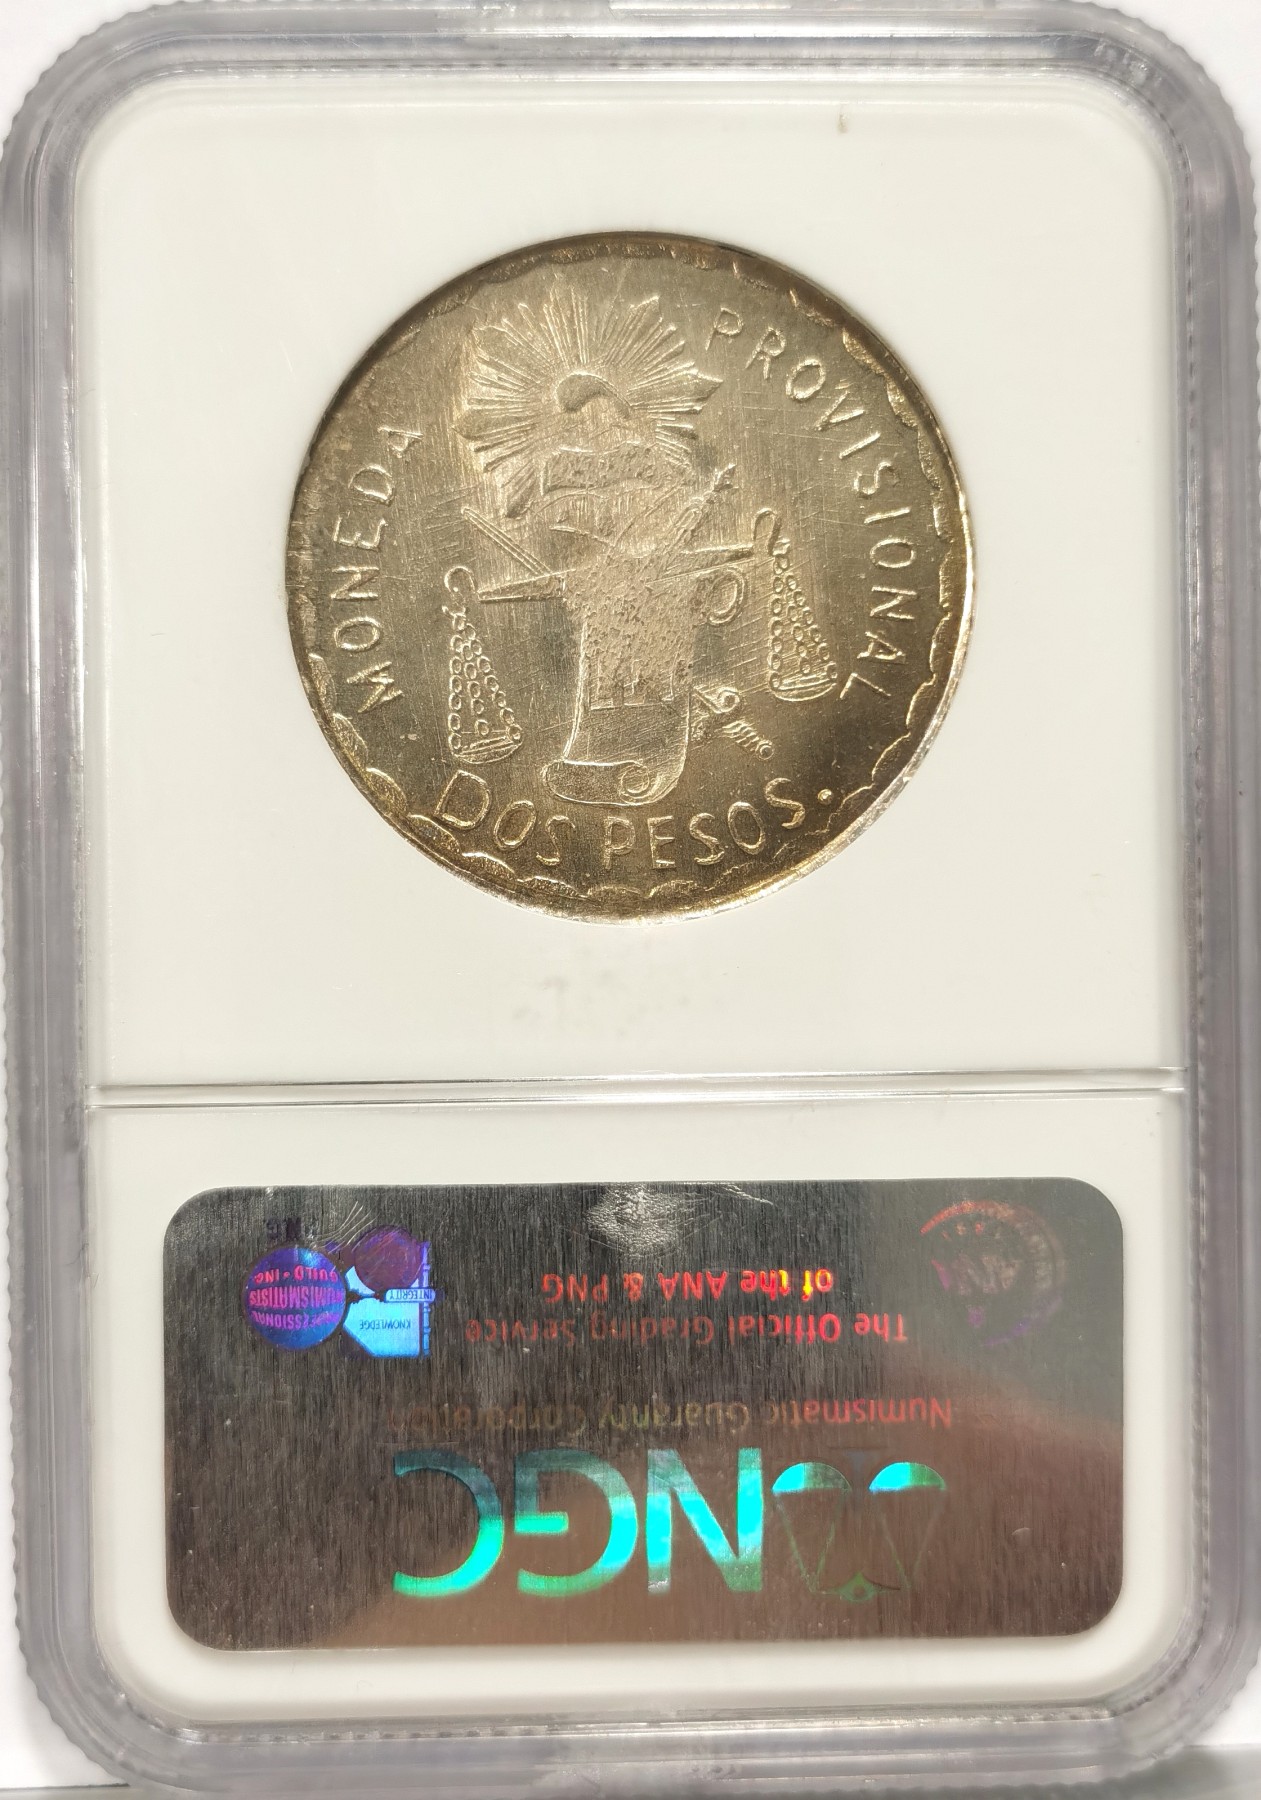 MONEDA PROVISIONAL
DOS PESOS.
NGC
Numismatic Guaranty Corporation
The Official Grading Service
of the ANA & PNG
KNOWLEDGE
INTEGRITY
PROFESSIONAL
NUMISMATISTS
GUILD • INC.
P.N.G.